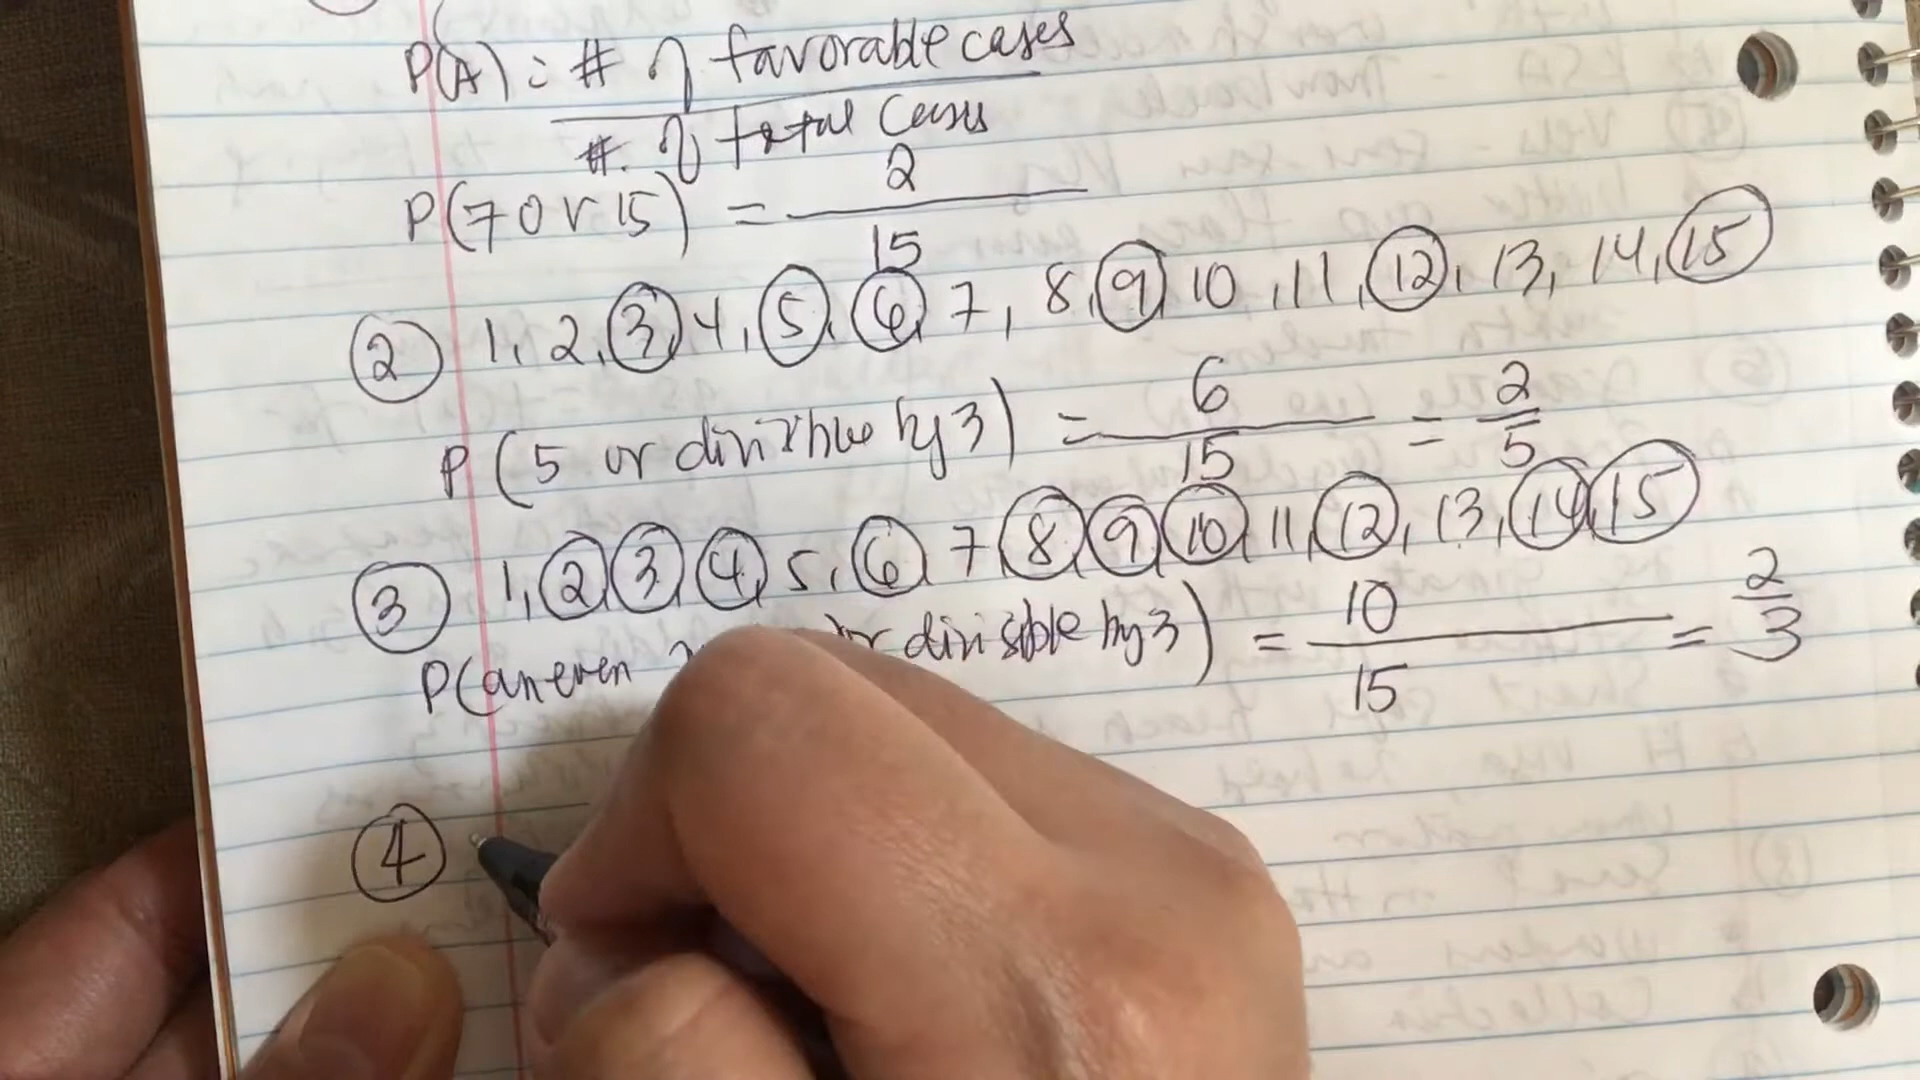 P(A) = # of favorable cases
# of total cases
P(7 or 15) = 2
15
② 1, 2, 3, 4, 5, 6, 7, 8, 9, 10, 11, 12, 13, 14, 15
P(5 or divisible by 3) = 6/15 = 2/5
③ 1, 2, 3, 4, 5, 6, 7, 8, 9, 10, 11, 12, 13, 14, 15
P(an even or divisible by 3) = 10/15 = 2/3
④